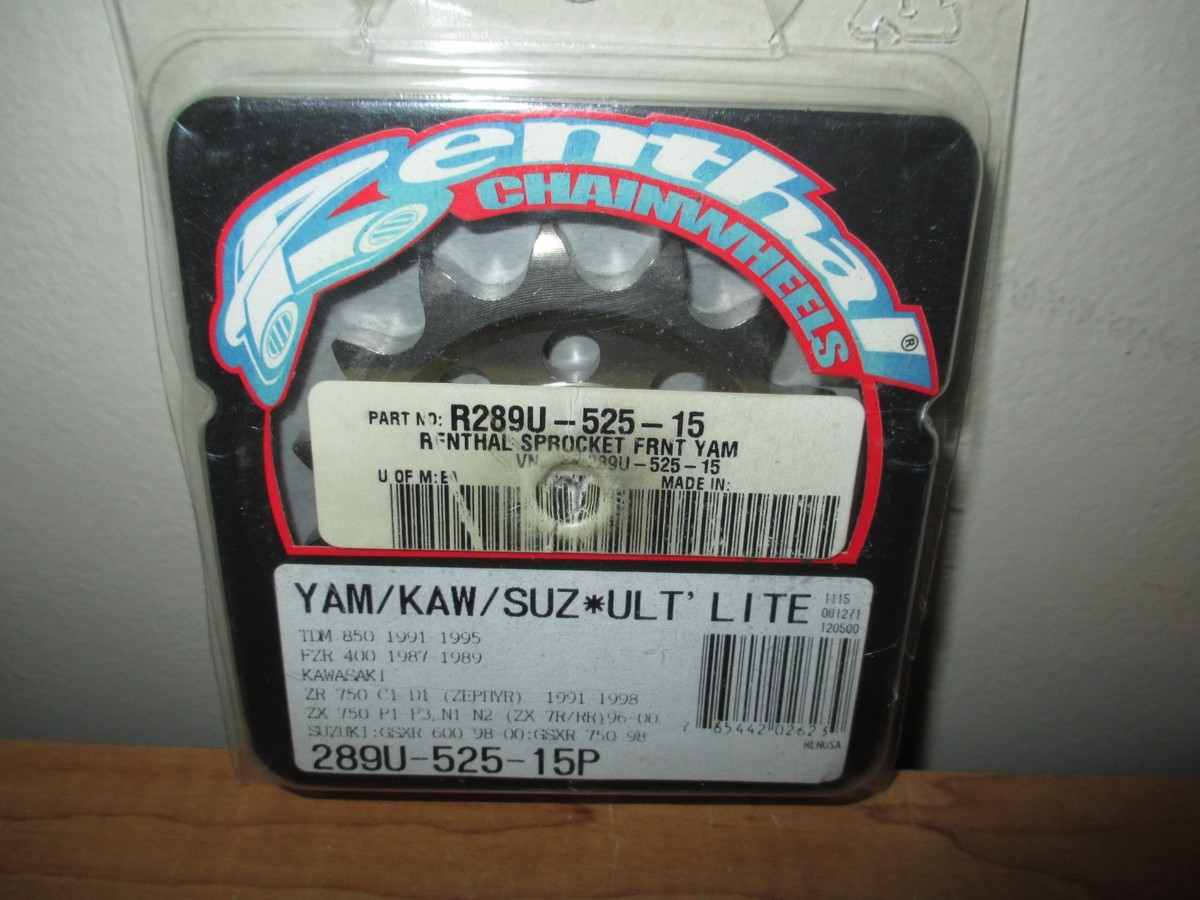 Renthal ®
CHAINWHEELS
PART NO: R289U-525-15
RENTHAL SPROCKET FRNT YAM
289U-525-15
U OF M: MADE IN:
YAM/KAW/SUZ*ULT' LITE
1115
001271
120500
TDM 850 1991-1995
FZR 400 1987-1989
KAWASAKI
ZR 750 C1-D1 (ZEPHYR) 1991-1998
ZX 750 P1-P3,N1-N2 (ZX 7R/RR)96-00
SUZUKI:GSXR 600 98-00:GSXR 750-98
65442 02623
RENUSA
289U-525-15P